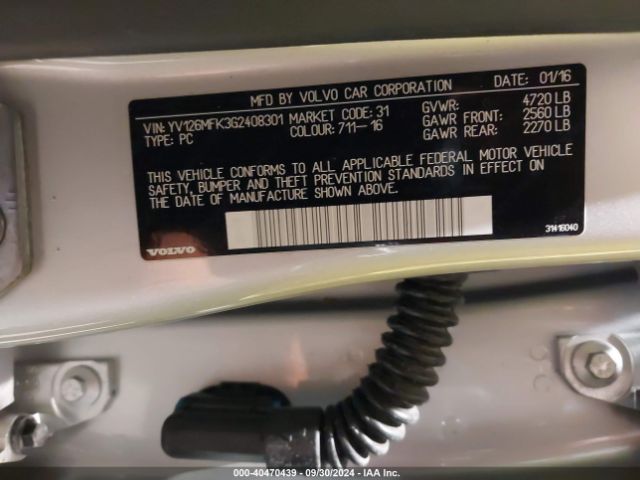 MFD BY VOLVO CAR CORPORATION DATE: 01/16
VIN: YV126MFK3G2408301 MARKET CODE: 31 GVWR: 4720 LB
TYPE: PC COLOUR: 711-16 GAWR FRONT: 2560 LB
GAWR REAR: 2270 LB
THIS VEHICLE CONFORMS TO ALL APPLICABLE FEDERAL MOTOR VEHICLE
SAFETY, BUMPER AND THEFT PREVENTION STANDARDS IN EFFECT ON
THE DATE OF MANUFACTURE SHOWN ABOVE.
VOLVO 31416040
000-40470439 - 09/30/2024 - IAA Inc.